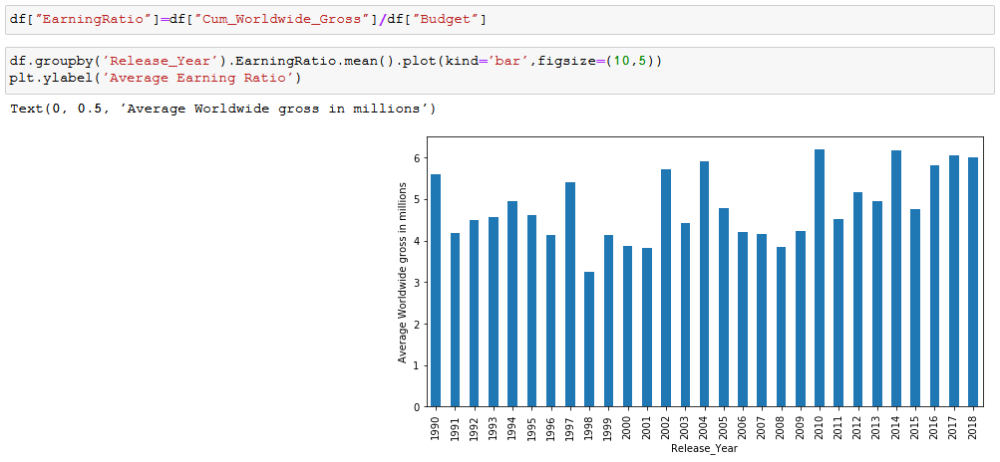 df["EarningRatio"]=df["Cum_Worldwide_Gross"]/df["Budget"]
df.groupby('Release_Year').EarningRatio.mean().plot(kind='bar',figsize=(10,5))
plt.ylabel('Average Earning Ratio')
Text(0, 0.5, 'Average Worldwide gross in millions')
Average Worldwide gross in millions
6
5
4
3
2
1
0
1990 1991 1992 1993 1994 1995 1996 1997 1998 1999 2000 2001 2002 2003 2004 2005 2006 2007 2008 2009 2010 2011 2012 2013 2014 2015 2016 2017 2018
Release_Year